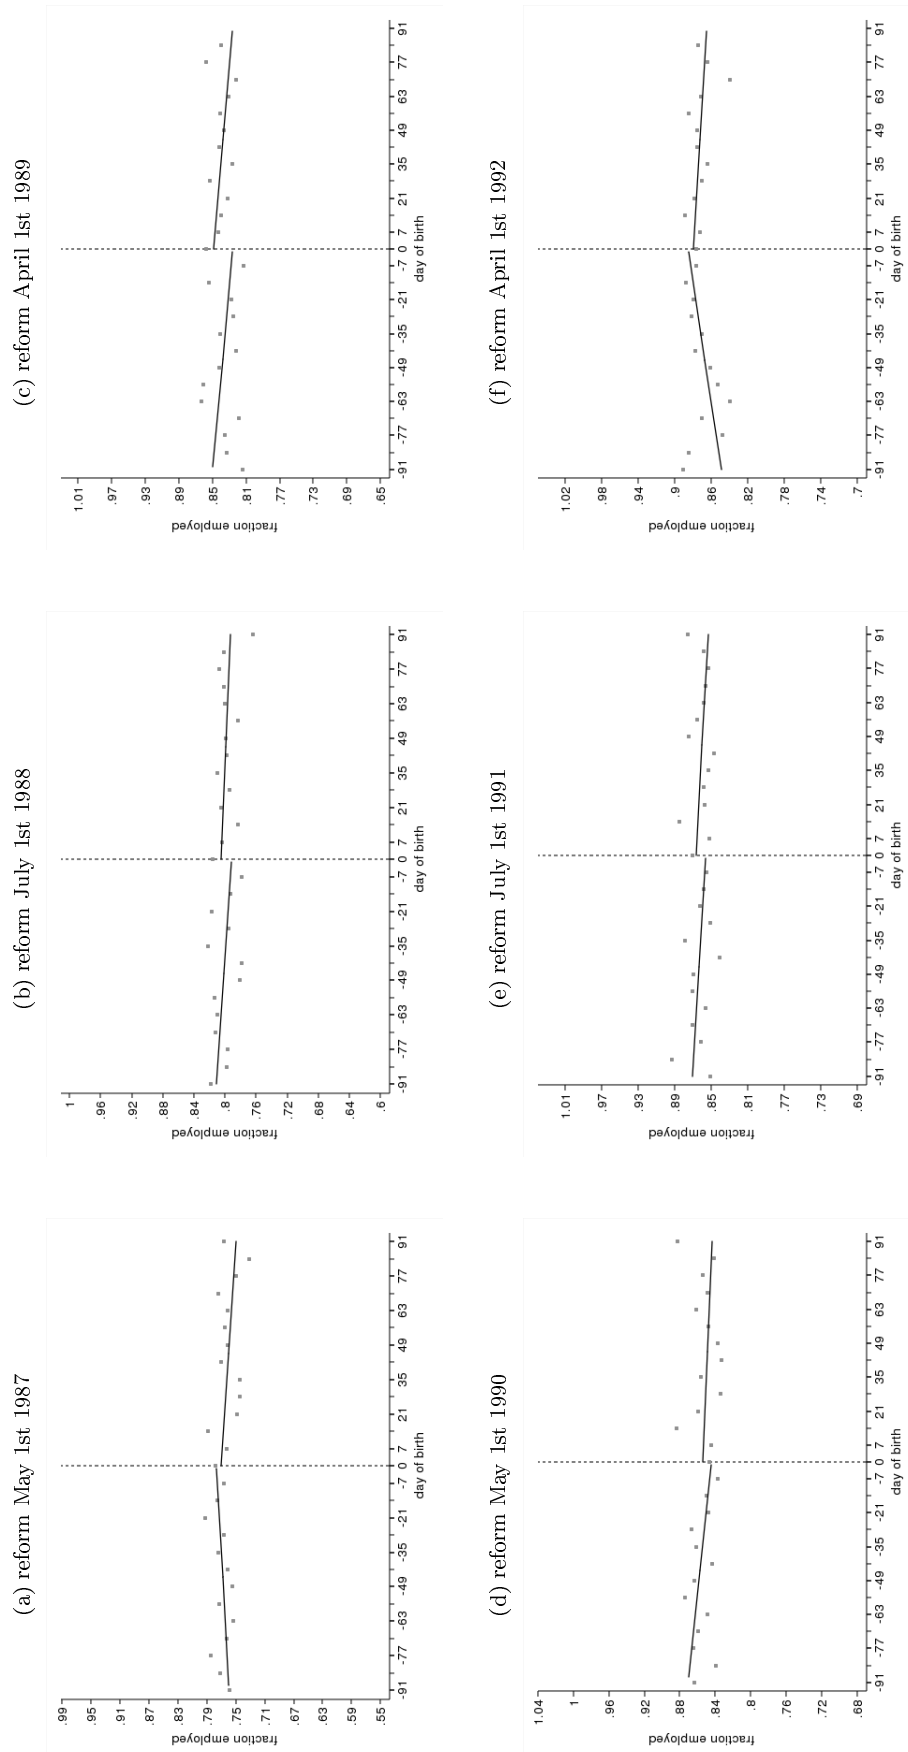 (a) reform May 1st 1987
fraction employed
.99
.95
.91
.87
.83
.79
.75
.71
.67
.63
.59
.55
-91 -77 -63 -49 -35 -21 -7 0 7 21 35 49 63 77 91
day of birth
(b) reform July 1st 1988
fraction employed
1
.96
.92
.88
.84
.8
.76
.72
.68
.64
.6
-91 -77 -63 -49 -35 -21 -7 0 7 21 35 49 63 77 91
day of birth
(c) reform April 1st 1989
fraction employed
1.01
.97
.93
.89
.85
.81
.77
.73
.69
.65
-91 -77 -63 -49 -35 -21 -7 0 7 21 35 49 63 77 91
day of birth
(d) reform May 1st 1990
fraction employed
1.04
1
.96
.92
.88
.84
.8
.76
.72
.68
-91 -77 -63 -49 -35 -21 -7 0 7 21 35 49 63 77 91
day of birth
(e) reform July 1st 1991
fraction employed
1.01
.97
.93
.89
.85
.81
.77
.73
.69
-91 -77 -63 -49 -35 -21 -7 0 7 21 35 49 63 77 91
day of birth
(f) reform April 1st 1992
fraction employed
1.02
.98
.94
.9
.86
.82
.78
.74
.7
-91 -77 -63 -49 -35 -21 -7 0 7 21 35 49 63 77 91
day of birth